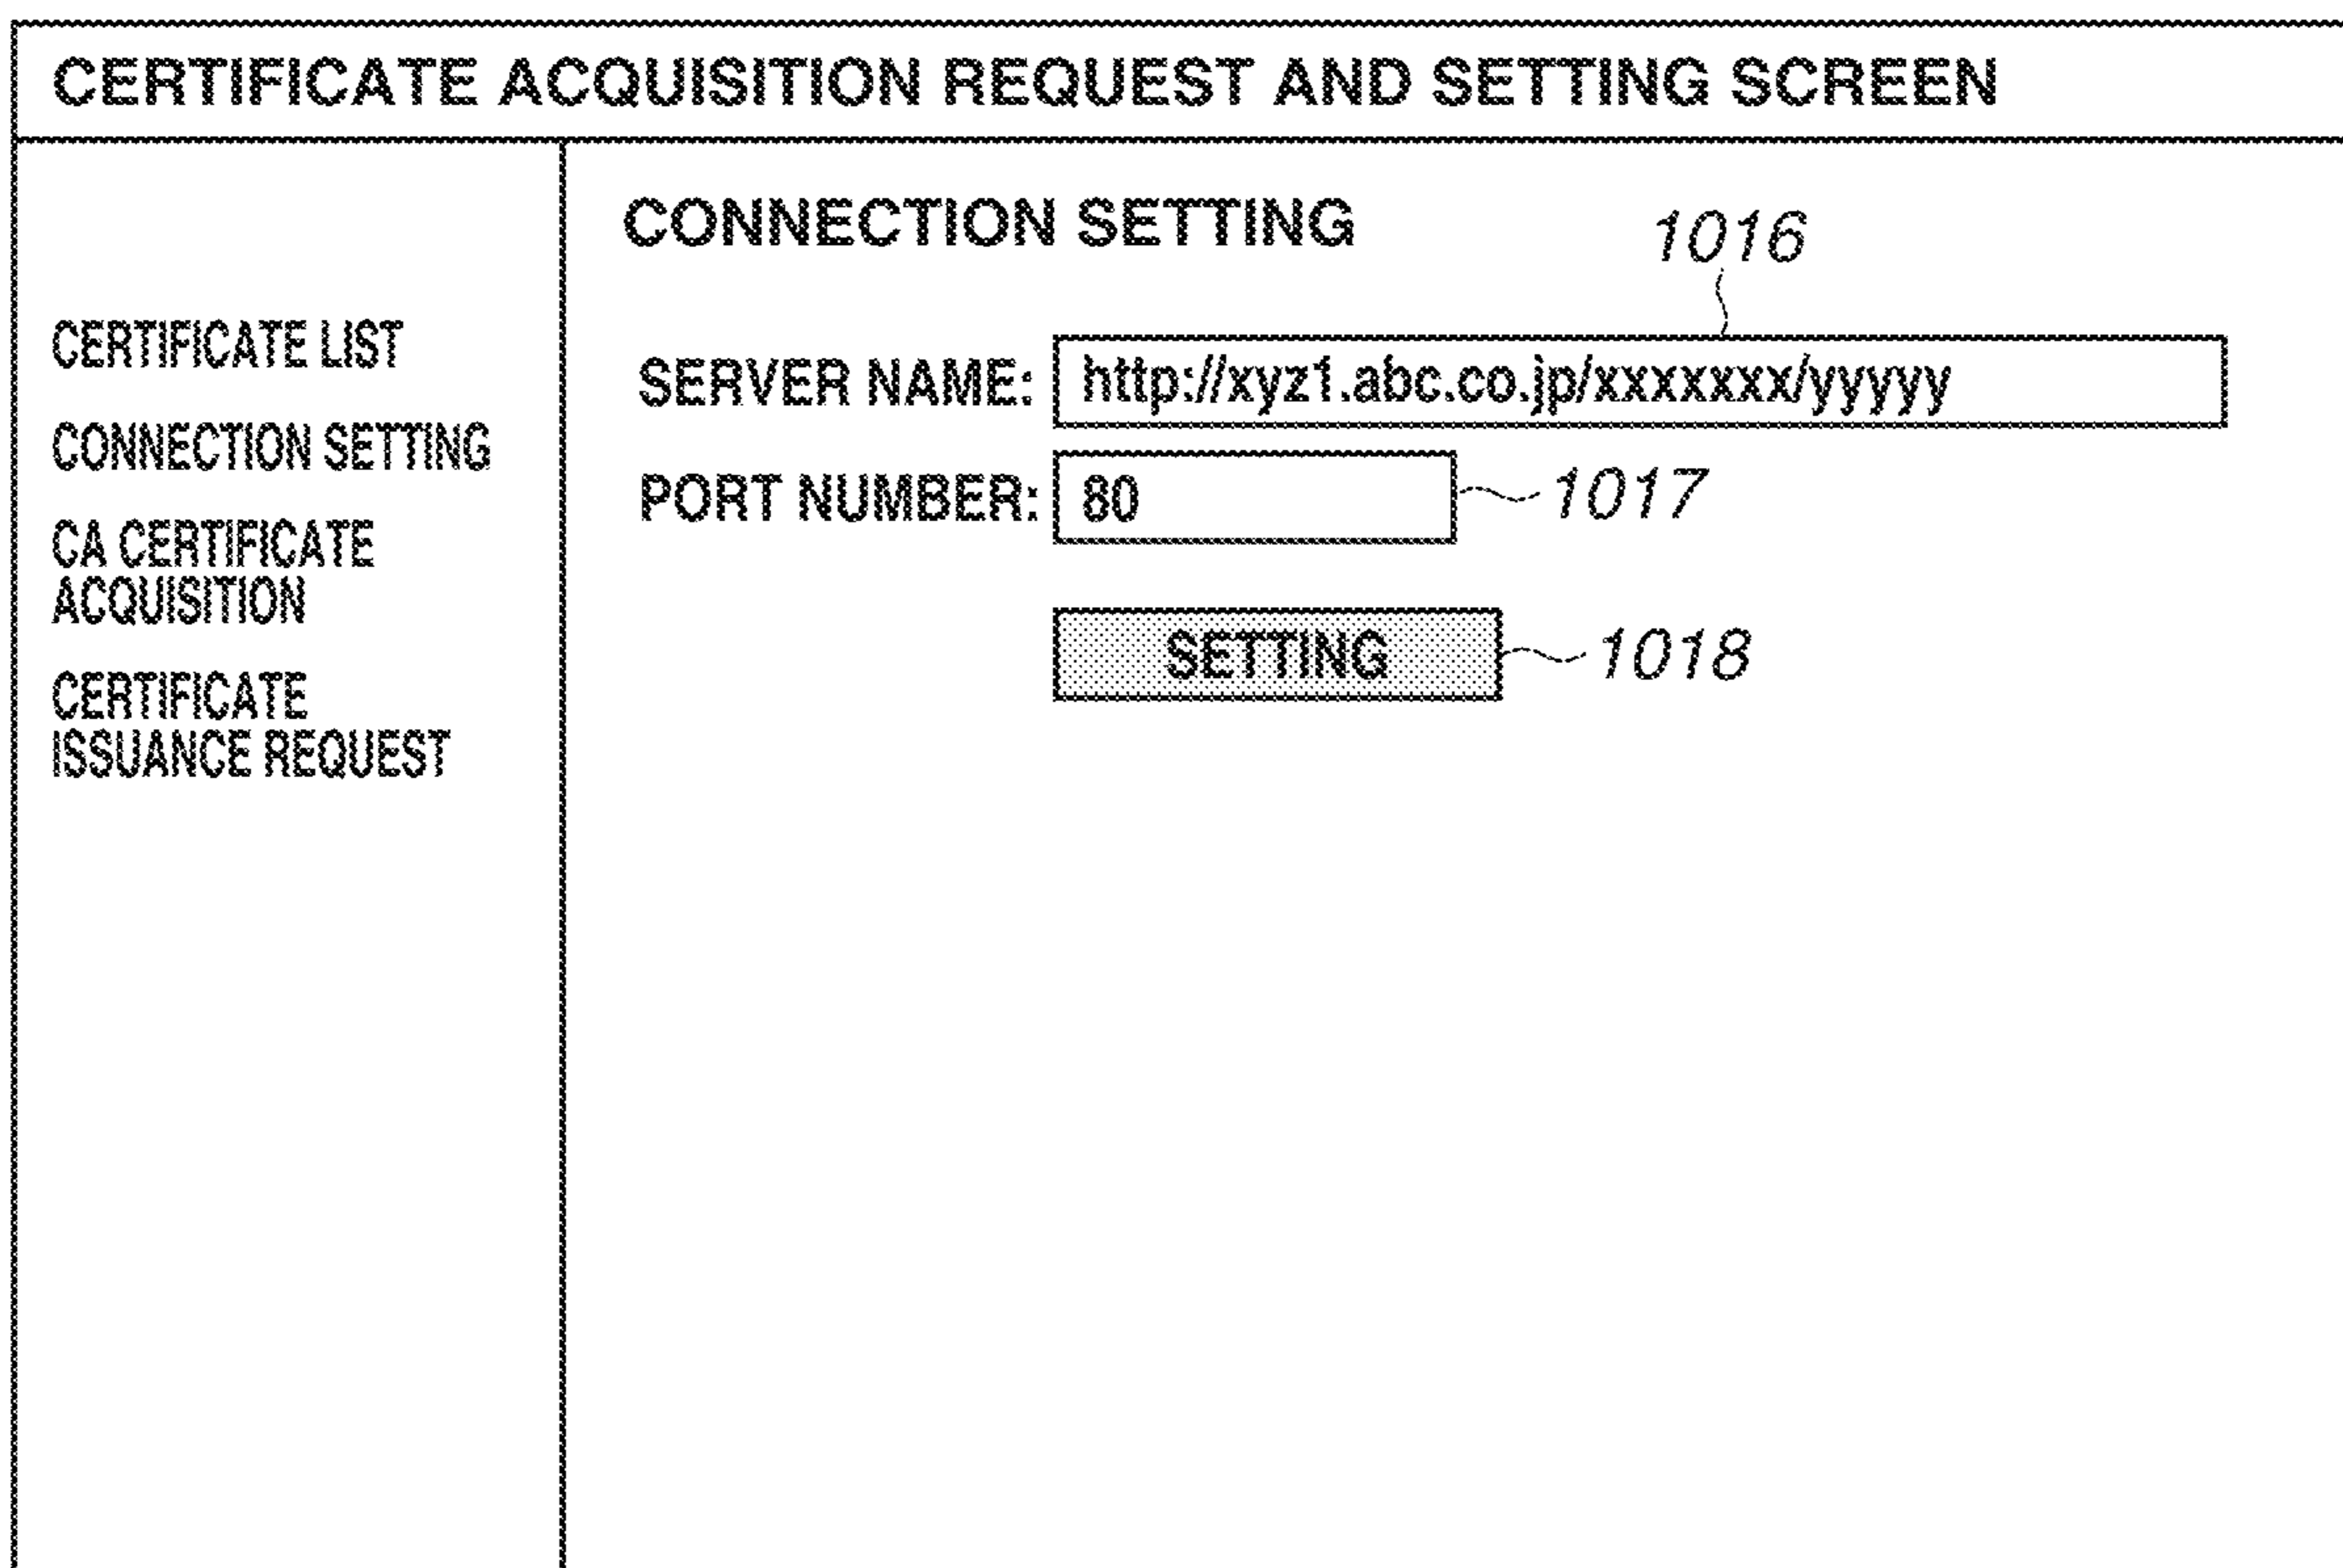 CERTIFICATE ACQUISITION REQUEST AND SETTING SCREEN
CERTIFICATE LIST
CONNECTION SETTING
CA CERTIFICATE
ACQUISITION
CERTIFICATE
ISSUANCE REQUEST
CONNECTION SETTING
1016
SERVER NAME: http://xyz1.abc.co.jp/xxxxxxx/yyyyy
PORT NUMBER: 80 1017
SETTING 1018